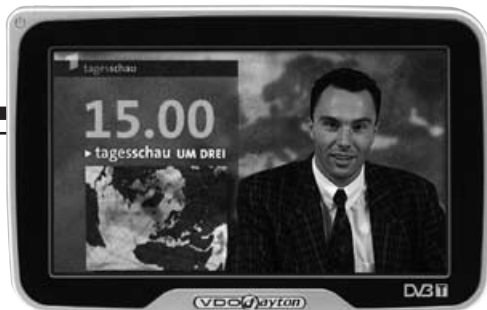 tagesschau
15.00
▸ tagesschau UM DREI
VDO dayton
DVB T